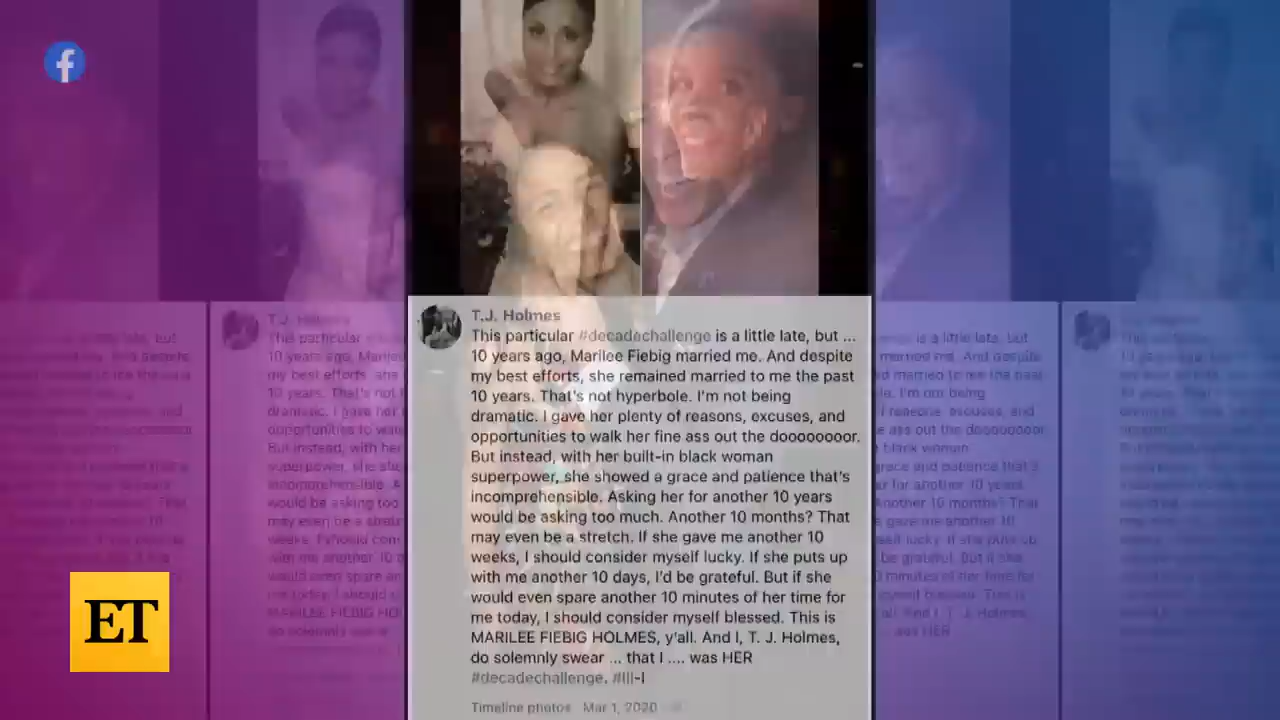 T.J. Holmes
This particular #decadechallenge is a little late, but ...
10 years ago, Marilee Fiebig married me. And despite
my best efforts, she remained married to me the past
10 years. That's not hyperbole. I'm not being
dramatic. I gave her plenty of reasons, excuses, and
opportunities to walk her fine ass out the doooooooor.
But instead, with her built-in black woman
superpower, she showed a grace and patience that's
incomprehensible. Asking her for another 10 years
would be asking too much. Another 10 months? That
may even be a stretch. If she gave me another 10
weeks, I should consider myself lucky. If she puts up
with me another 10 days, I'd be grateful. But if she
would even spare another 10 minutes of her time for
me today, I should consider myself blessed. This is
MARILEE FIEBIG HOLMES, y'all. And I, T. J. Holmes,
do solemnly swear ... that I .... was HER
#decadechallenge.
Timeline photos Mar 1, 2020
ET